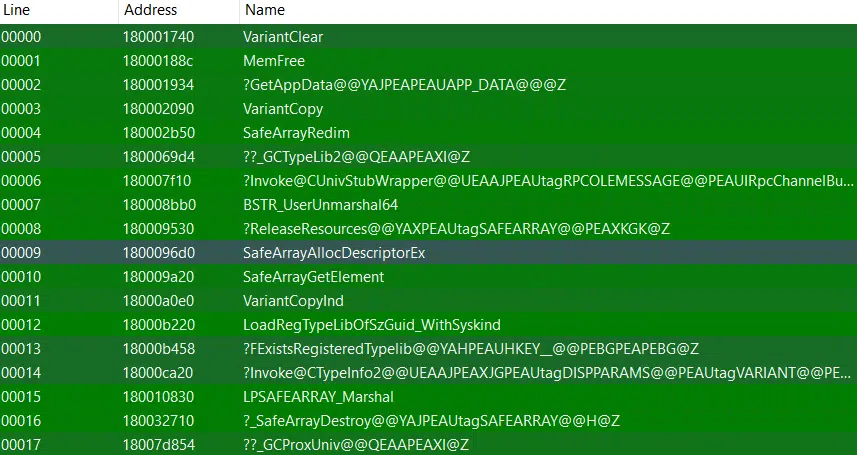 Line Address Name
00000 180001740 VariantClear
00001 18000188c MemFree
00002 180001934 ?GetAppData@@YAJPEAPEAUAPP_DATA@@@Z
00003 180002090 VariantCopy
00004 180002b50 SafeArrayRedim
00005 1800069d4 ??_GCTypeLib2@@QEAAPEAXI@Z
00006 180007f10 ?Invoke@CUnivStubWrapper@@UEAAJPEAUtagRPCOLEMESSAGE@@PEAUIRpcChannelBu...
00007 180008bb0 BSTR_UserUnmarshal64
00008 180009530 ?ReleaseResources@@YAXPEAUtagSAFEARRAY@@PEAXKGK@Z
00009 1800096d0 SafeArrayAllocDescriptorEx
00010 180009a20 SafeArrayGetElement
00011 18000a0e0 VariantCopyInd
00012 18000b220 LoadRegTypeLibOfSzGuid_WithSyskind
00013 18000b458 ?FExistsRegisteredTypelib@@YAHPEAUHKEY__@@PEBGPEAPEBG@Z
00014 18000ca20 ?Invoke@CTypeInfo2@@UEAAJPEAXJGPEAUtagDISPPARAMS@@PEAUtagVARIANT@@PE...
00015 180010830 LPSAFEARRAY_Marshal
00016 180032710 ?_SafeArrayDestroy@@YAJPEAUtagSAFEARRAY@@H@Z
00017 18007d854 ??_GCProxUniv@@QEAAPEAXI@Z